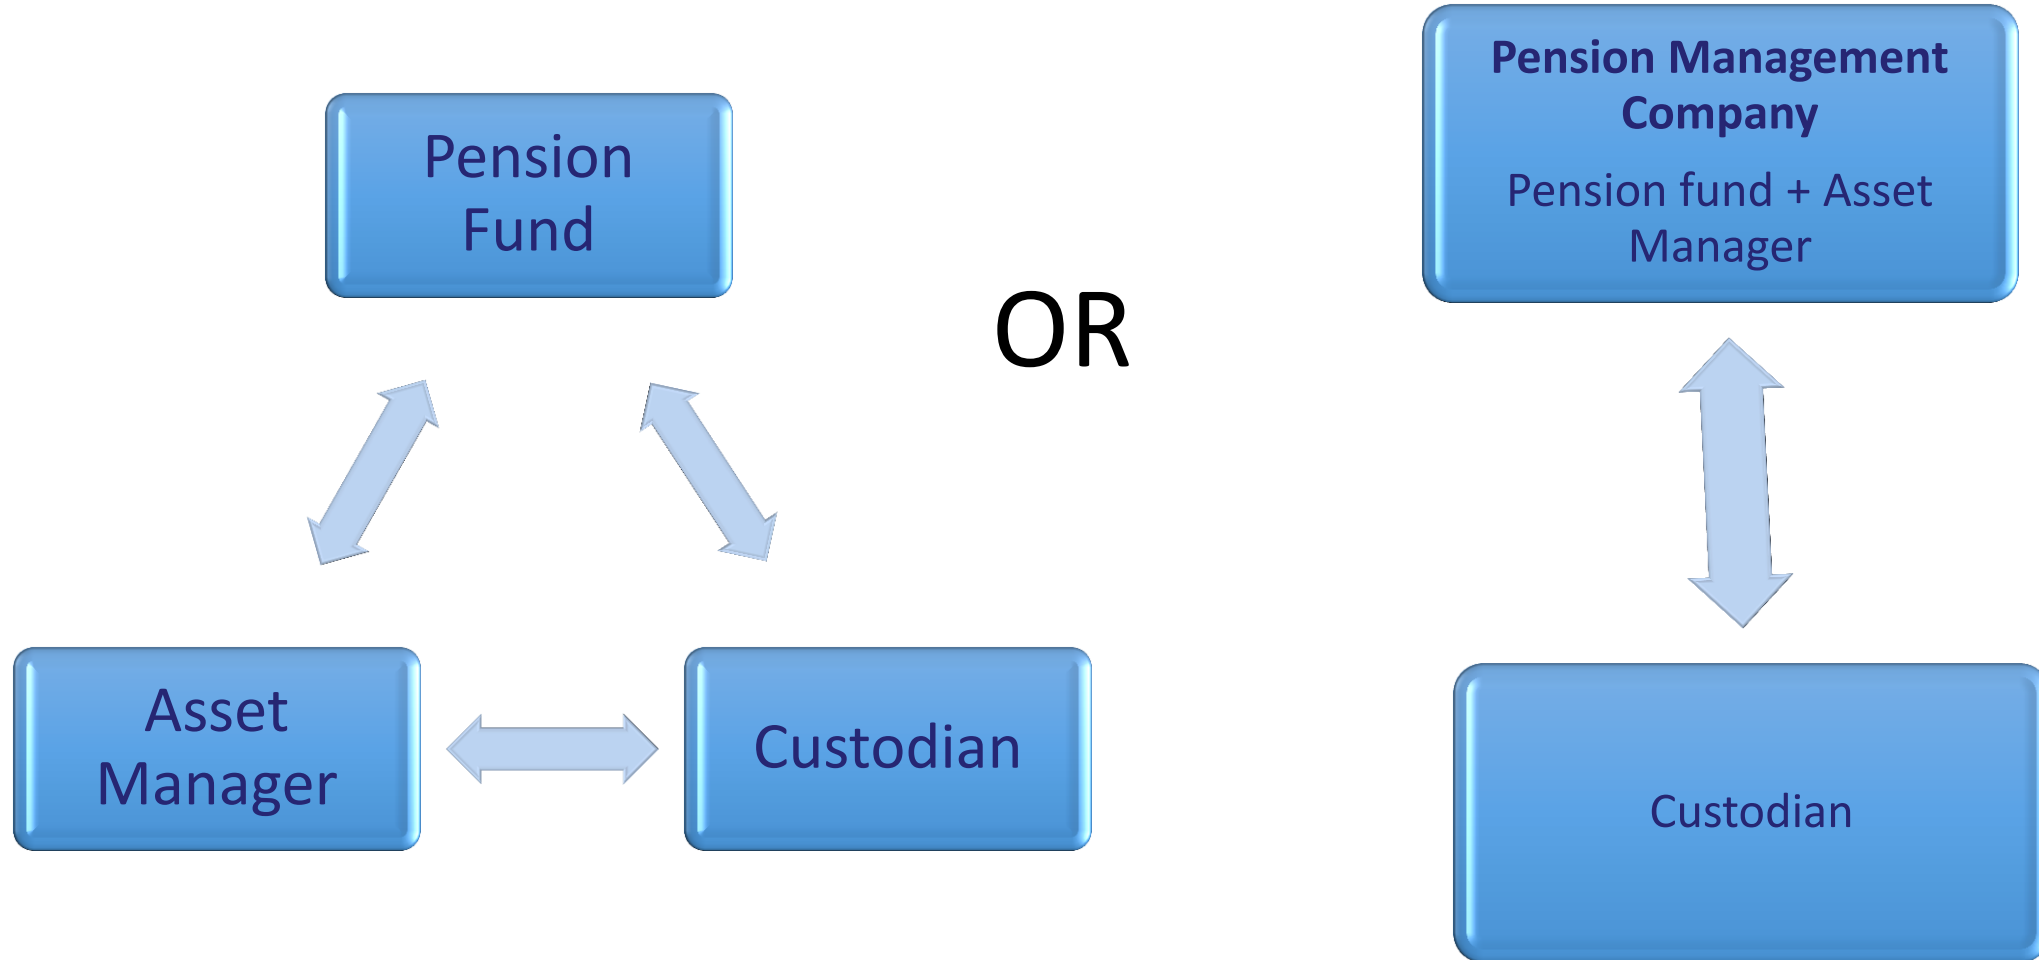 Pension
Fund
Asset
Manager
Custodian
OR
Pension Management
Company
Pension fund + Asset
Manager
Custodian